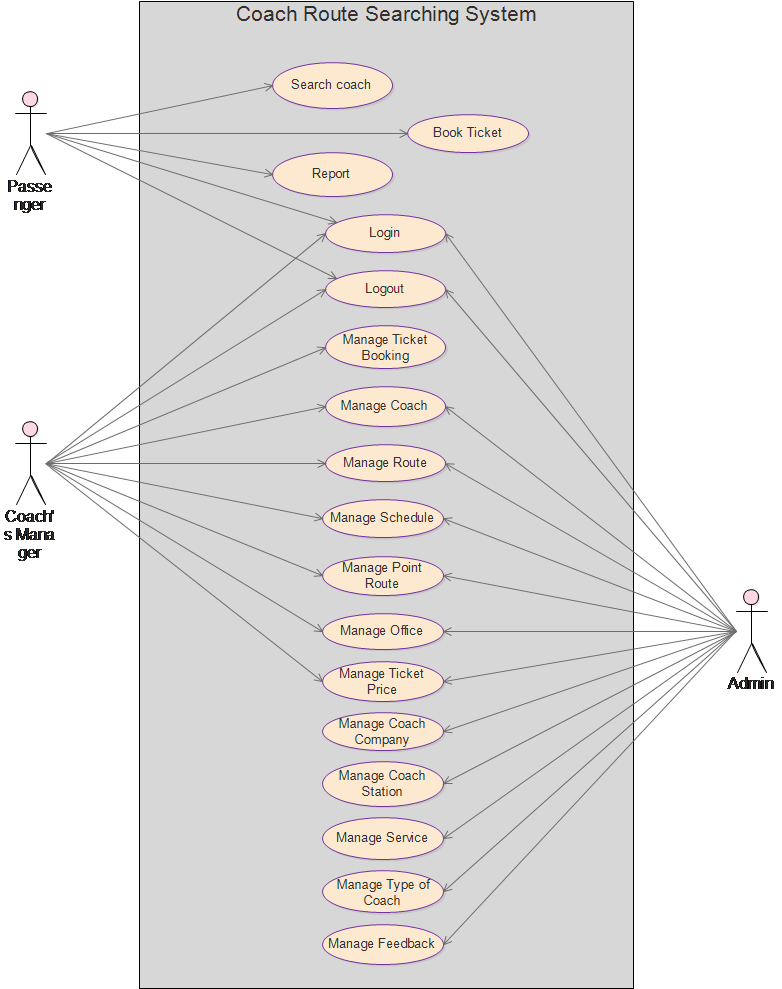 Coach Route Searching System
Search coach
Book Ticket
Passe
nger
Report
Login
Logout
Manage Ticket
Booking
Manage Coach
Manage Route
Coach'
s Mana
ger
Manage Schedule
Manage Point
Route
Manage Office
Admin
Manage Ticket
Price
Manage Coach
Company
Manage Coach
Station
Manage Service
Manage Type of
Coach
Manage Feedback